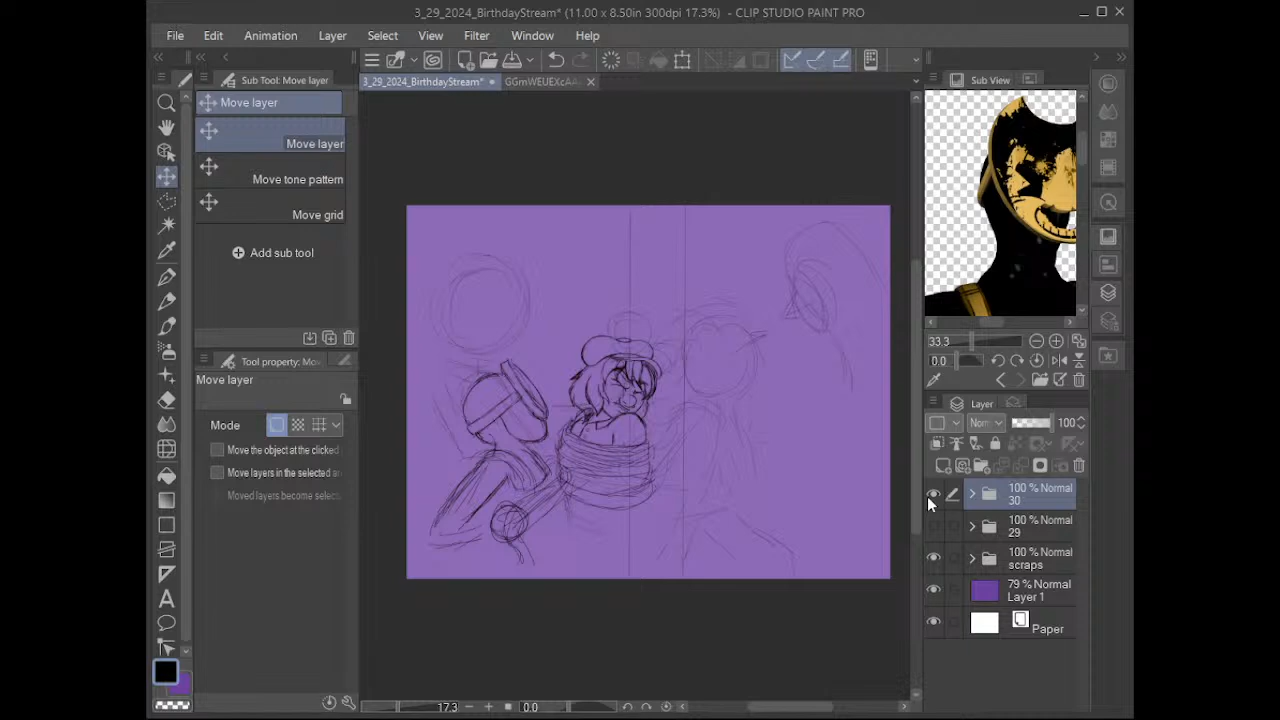 3_29_2024_BirthdayStream* (11.00 x 8.50in 300dpi 17.3%) - CLIP STUDIO PAINT PRO
File Edit Animation Layer Select View Filter Window Help
Sub Tool: Move layer
3_29_2024_BirthdayStream*
Sub View
Move layer
Move layer
Move tone pattern
Move grid
Add sub tool
33.3
0.0
Tool property: Mov
Move layer
Layer
Mode
Nor
100
Move the object at the clicked
Move layers in the selected ar
Moved layers become selec
100 % Normal
30
100 % Normal
29
100 % Normal
scraps
79 % Normal
Layer 1
Paper
17.3
0.0